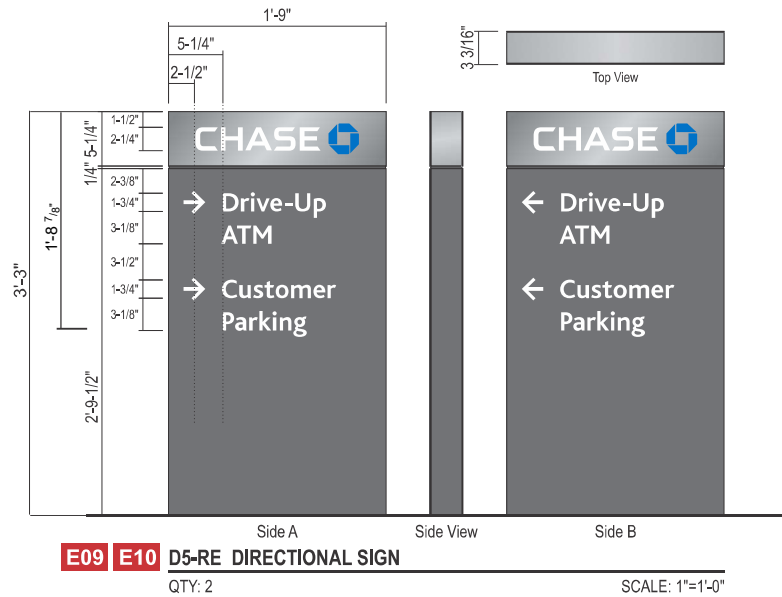 1'-9"
5-1/4"
2-1/2"
3 3/16"
Top View
3'-3"
1'-8 7/8"
1/4" 5-1/4"
2'-9-1/2"
1-1/2"
2-1/4"
2-3/8"
1-3/4"
3-1/8"
3-1/2"
1-3/4"
3-1/8"
CHASE
→ Drive-Up
ATM
→ Customer
Parking
CHASE
← Drive-Up
ATM
← Customer
Parking
Side A
Side View
Side B
E09 E10 D5-RE DIRECTIONAL SIGN
QTY: 2
SCALE: 1"=1'-0"